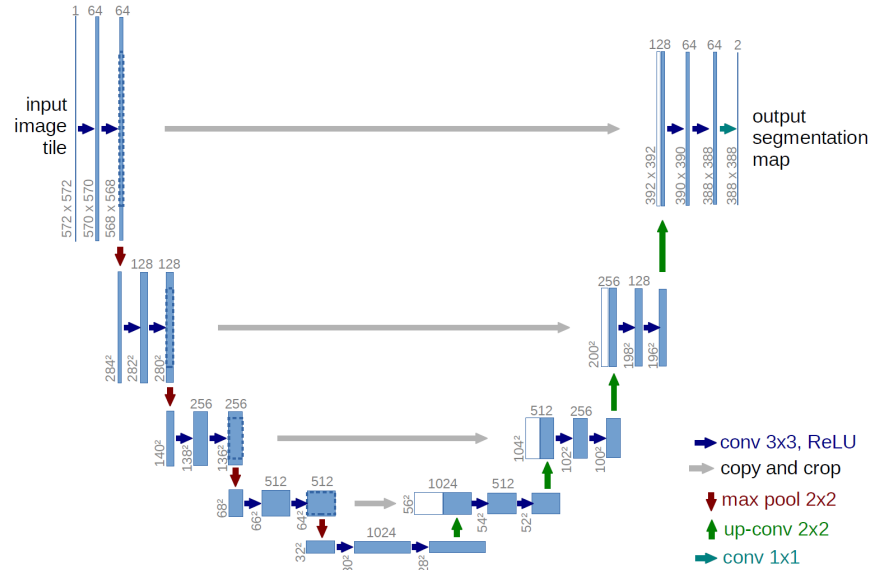 1 64 64
input
image
tile
572 x 572
570 x 570
568 x 568
128 64 64 2
output
segmentation
map
392 x 392
390 x 390
388 x 388
388 x 388
128 128
284²
282²
280²
256 128
200²
198²
196²
256 256
140²
138²
136²
512 256
104²
102²
100²
512 512
68²
66²
64²
1024 512
56²
54²
52²
1024
32²
30²
28²
conv 3x3, ReLU
copy and crop
max pool 2x2
up-conv 2x2
conv 1x1